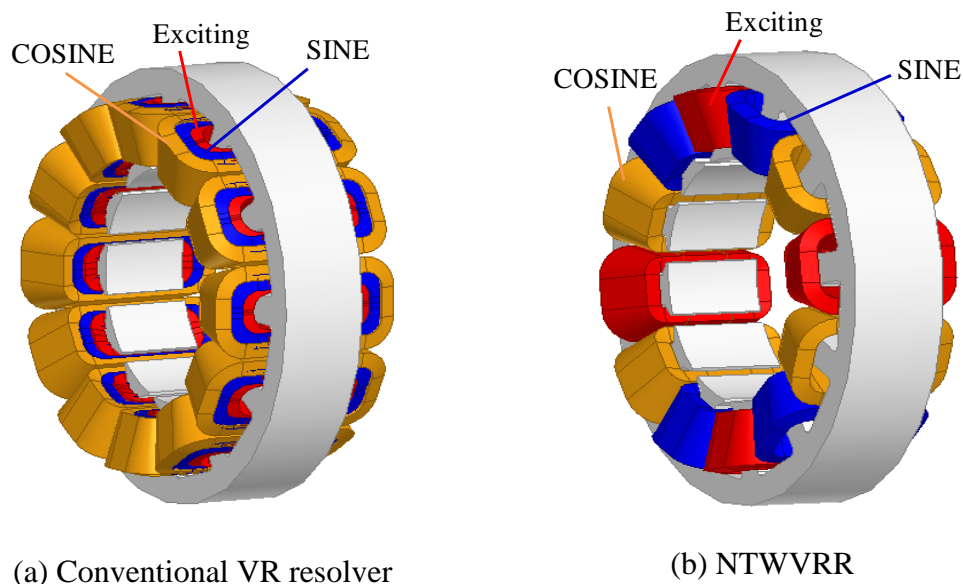 Exciting
COSINE
SINE
Exciting
COSINE
SINE
(a) Conventional VR resolver
(b) NTWVRR